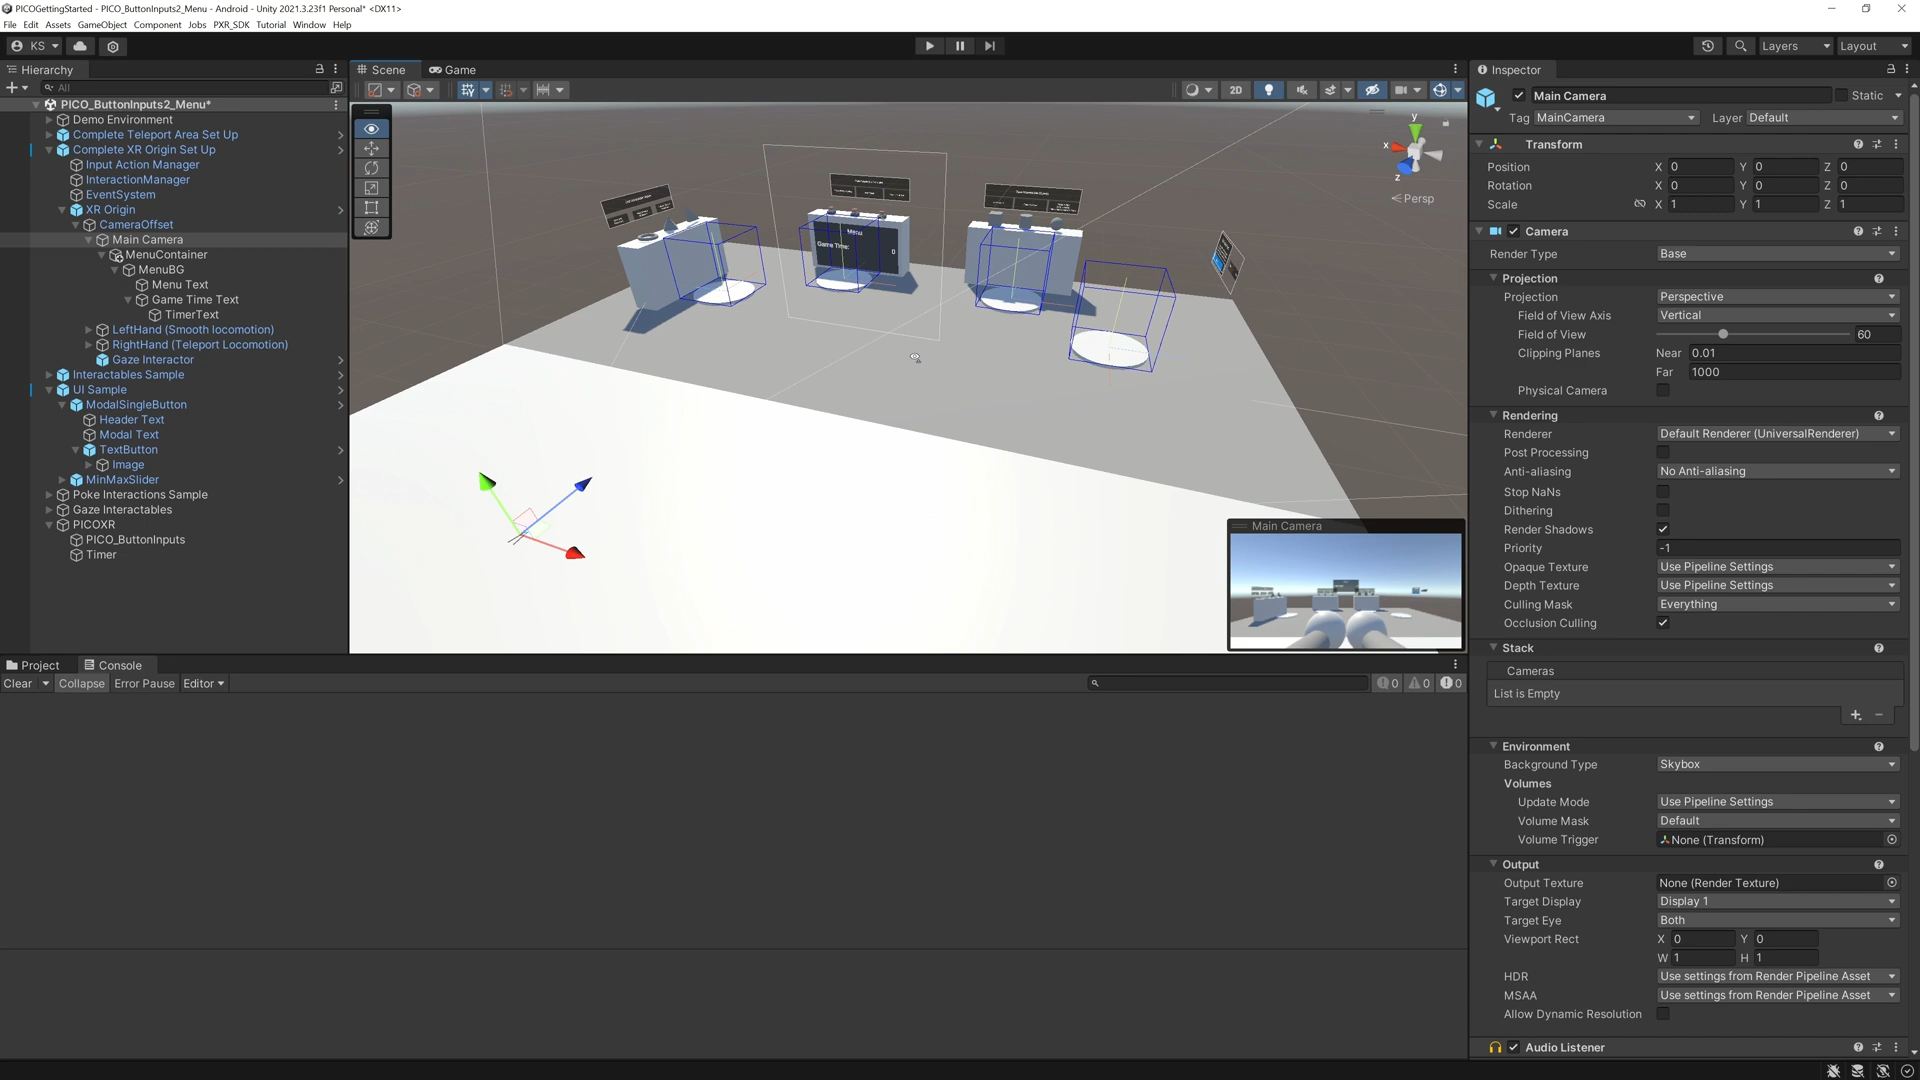 PICOGettingStarted - PICO_ButtonInputs2_Menu - Android - Unity 2021.3.23f1 Personal* <DX11>
File Edit Assets GameObject Component Jobs PXR_SDK Tutorial Window Help
KS
Layers
Layout
Hierarchy
Scene
Game
Inspector
All
2D
PICO_ButtonInputs2_Menu*
Demo Environment
Complete Teleport Area Set Up
Complete XR Origin Set Up
Input Action Manager
InteractionManager
EventSystem
XR Origin
CameraOffset
Main Camera
MenuContainer
MenuBG
Menu Text
Game Time Text
TimerText
LeftHand (Smooth locomotion)
RightHand (Teleport Locomotion)
Gaze Interactor
Interactables Sample
UI Sample
ModalSingleButton
Header Text
Modal Text
TextButton
Image
MinMaxSlider
Poke Interactions Sample
Gaze Interactables
PICOXR
PICO_ButtonInputs
Timer
Menu
Game Time:
0
y
x
z
Persp
Main Camera
Project
Console
Clear
Collapse
Error Pause
Editor
0
0
0
Main Camera
Static
Tag MainCamera
Layer Default
Transform
Position X 0 Y 0 Z 0
Rotation X 0 Y 0 Z 0
Scale X 1 Y 1 Z 1
Camera
Render Type Base
Projection
Projection Perspective
Field of View Axis Vertical
Field of View 60
Clipping Planes Near 0.01
Far 1000
Physical Camera
Rendering
Renderer Default Renderer (UniversalRenderer)
Post Processing
Anti-aliasing No Anti-aliasing
Stop NaNs
Dithering
Render Shadows
Priority -1
Opaque Texture Use Pipeline Settings
Depth Texture Use Pipeline Settings
Culling Mask Everything
Occlusion Culling
Stack
Cameras
List is Empty
Environment
Background Type Skybox
Volumes
Update Mode Use Pipeline Settings
Volume Mask Default
Volume Trigger None (Transform)
Output
Output Texture None (Render Texture)
Target Display Display 1
Target Eye Both
Viewport Rect X 0 Y 0
W 1 H 1
HDR Use settings from Render Pipeline Asset
MSAA Use settings from Render Pipeline Asset
Allow Dynamic Resolution
Audio Listener